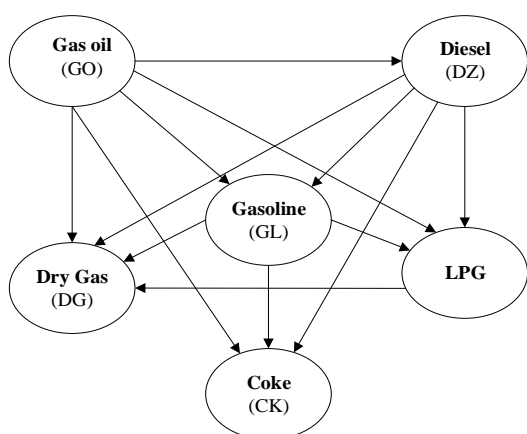 Gas oil
(GO)
Diesel
(DZ)
Gasoline
(GL)
Dry Gas
(DG)
LPG
Coke
(CK)